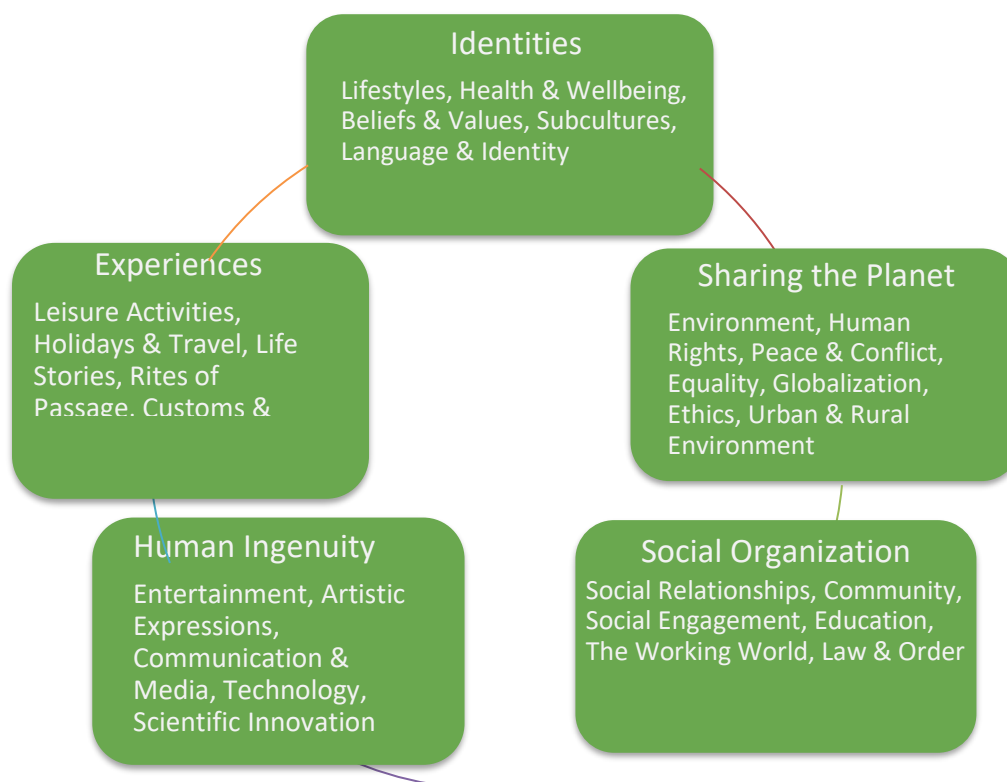 Identities
Lifestyles, Health & Wellbeing,
Beliefs & Values, Subcultures,
Language & Identity
Experiences
Leisure Activities,
Holidays & Travel, Life
Stories, Rites of
Passage, Customs &
Sharing the Planet
Environment, Human
Rights, Peace & Conflict,
Equality, Globalization,
Ethics, Urban & Rural
Environment
Human Ingenuity
Entertainment, Artistic
Expressions,
Communication &
Media, Technology,
Scientific Innovation
Social Organization
Social Relationships, Community,
Social Engagement, Education,
The Working World, Law & Order